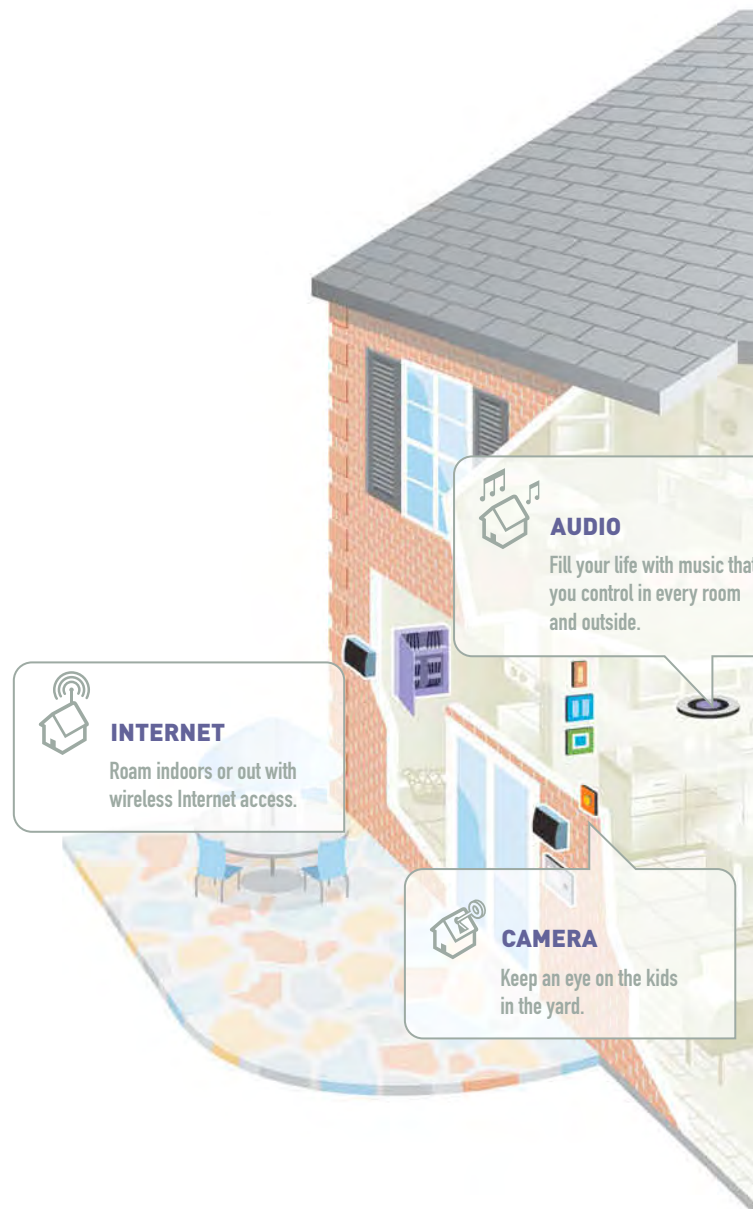 AUDIO
Fill your life with music that
you control in every room
and outside.
INTERNET
Roam indoors or out with
wireless Internet access.
CAMERA
Keep an eye on the kids
in the yard.